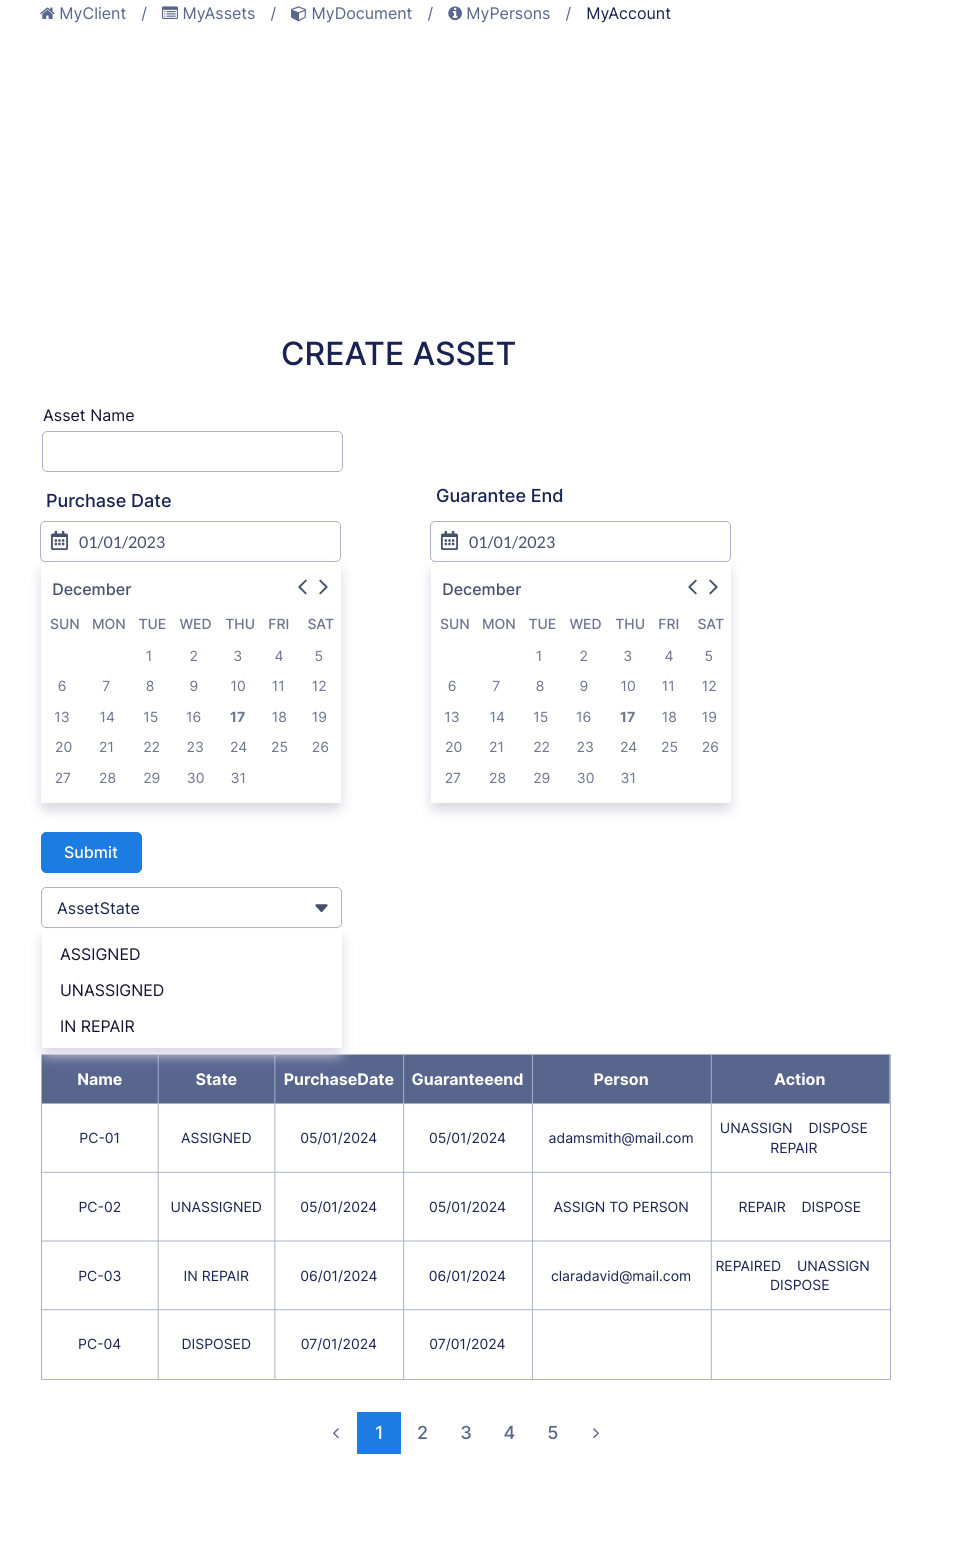 MyClient / MyAssets / MyDocument / MyPersons / MyAccount
CREATE ASSET
Asset Name
Purchase Date
Guarantee End
01/01/2023
01/01/2023
December
SUN MON TUE WED THU FRI SAT
1 2 3 4 5
6 7 8 9 10 11 12
13 14 15 16 17 18 19
20 21 22 23 24 25 26
27 28 29 30 31
December
SUN MON TUE WED THU FRI SAT
1 2 3 4 5
6 7 8 9 10 11 12
13 14 15 16 17 18 19
20 21 22 23 24 25 26
27 28 29 30 31
Submit
AssetState
ASSIGNED
UNASSIGNED
IN REPAIR
Name State PurchaseDate Guaranteeend Person Action
PC-01 ASSIGNED 05/01/2024 05/01/2024 adamsmith@mail.com UNASSIGN DISPOSE
REPAIR
PC-02 UNASSIGNED 05/01/2024 05/01/2024 ASSIGN TO PERSON REPAIR DISPOSE
PC-03 IN REPAIR 06/01/2024 06/01/2024 claradavid@mail.com REPAIRED UNASSIGN
DISPOSE
PC-04 DISPOSED 07/01/2024 07/01/2024
1 2 3 4 5